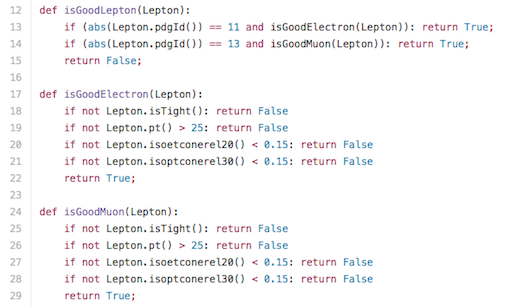 12 def isGoodLepton(Lepton):
13     if (abs(Lepton.pdgId()) == 11 and isGoodElectron(Lepton)): return True;
14     if (abs(Lepton.pdgId()) == 13 and isGoodMuon(Lepton)): return True;
15     return False;
16
17 def isGoodElectron(Lepton):
18     if not Lepton.isTight(): return False
19     if not Lepton.pt() > 25: return False
20     if not Lepton.isoetconerel20() < 0.15: return False
21     if not Lepton.isoptconerel30() < 0.15: return False
22     return True;
23
24 def isGoodMuon(Lepton):
25     if not Lepton.isTight(): return False
26     if not Lepton.pt() > 25: return False
27     if not Lepton.isoetconerel20() < 0.15: return False
28     if not Lepton.isoptconerel30() < 0.15: return False
29     return True;